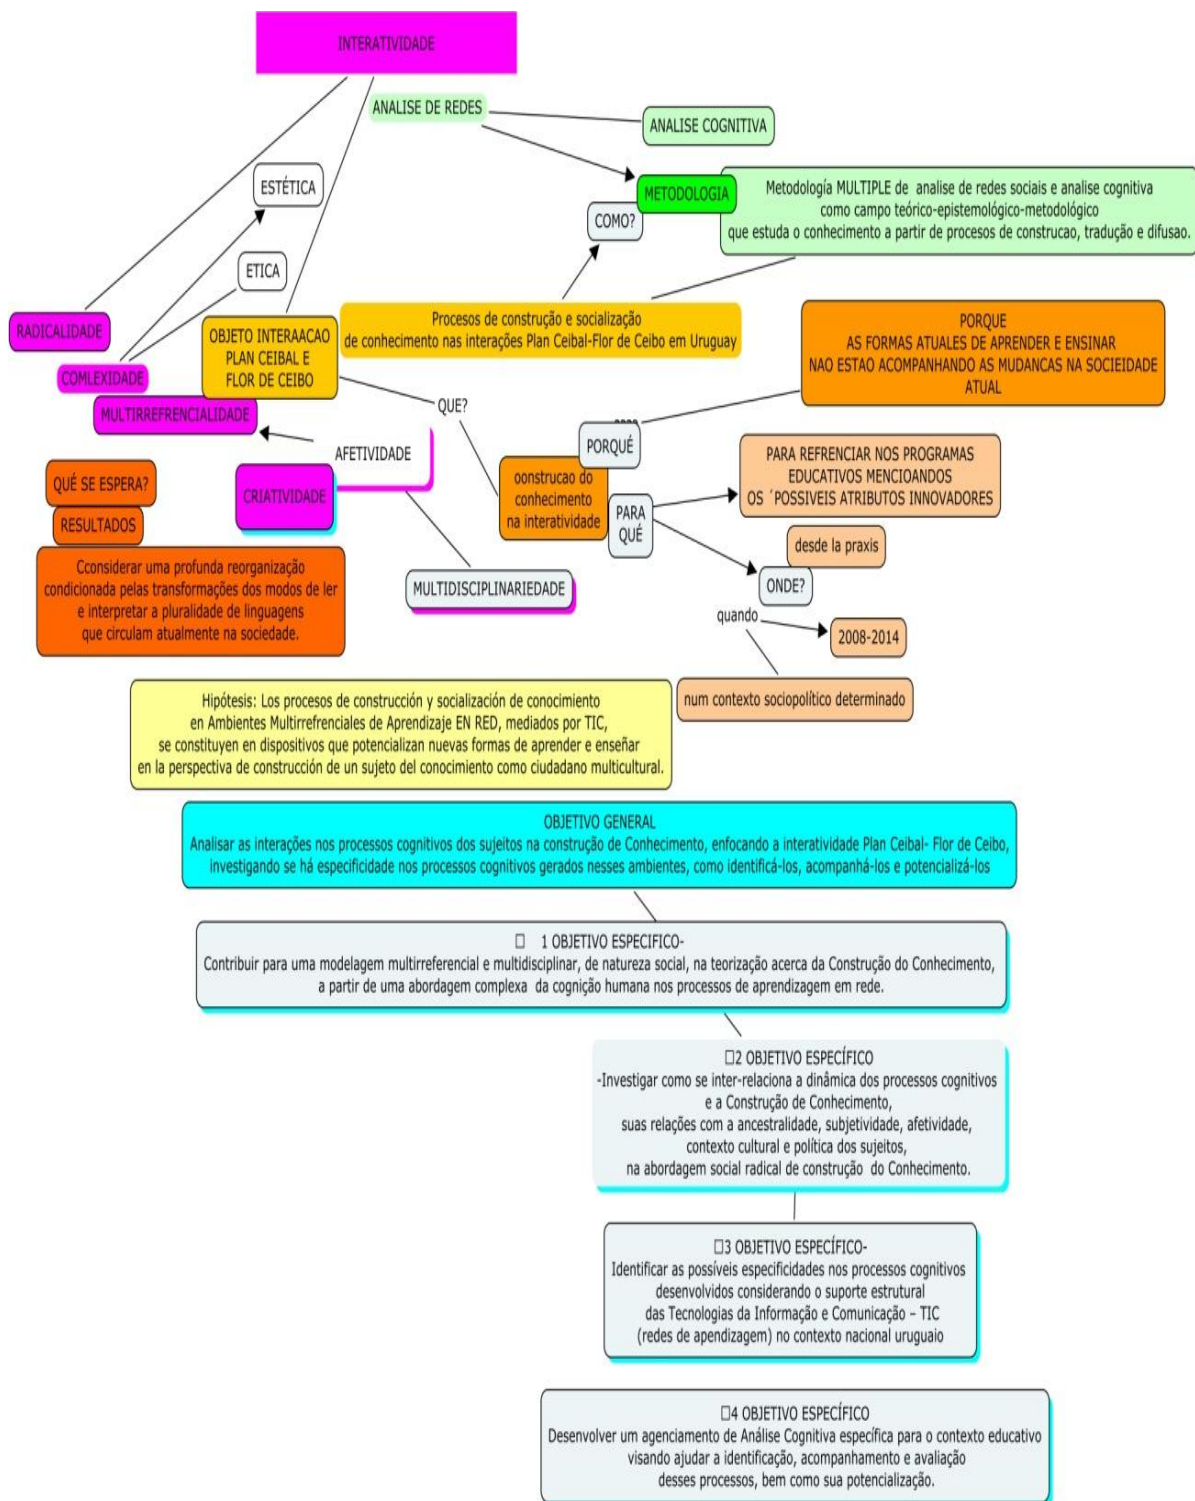 INTERATIVIDADE
ANALISE DE REDES
ANALISE COGNITIVA
METODOLOGIA
Metodología MULTIPLE de analise de redes sociais e analise cognitiva
como campo teórico-epistemológico-metodológico
que estuda o conhecimento a partir de procesos de construcao, tradução e difusao.
ESTÉTICA
COMO?
ETICA
RADICALIDADE
OBJETO INTERAACAO
PLAN CEIBAL E
FLOR DE CEIBO
Procesos de construção e socialização
de conhecimento nas interações Plan Ceibal-Flor de Ceibo em Uruguay
PORQUE
AS FORMAS ATUALES DE APRENDER E ENSINAR
NAO ESTAO ACOMPANHANDO AS MUDANCAS NA SOCIEIDADE
ATUAL
COMLEXIDADE
MULTIRREFRENCIALIDADE
QUE?
PORQUÉ
AFETIVIDADE
CRIATIVIDADE
QUÉ SE ESPERA?
RESULTADOS
Cconsiderar uma profunda reorganização
condicionada pelas transformações dos modos de ler
e interpretar a pluralidade de linguagens
que circulam atualmente na sociedade.
oonstrucao do
conhecimento
na interatividade
PARA
QUÉ
PARA REFRENCIAR NOS PROGRAMAS
EDUCATIVOS MENCIOANDOS
OS ´POSSIVEIS ATRIBUTOS INNOVADORES
desde la praxis
ONDE?
MULTIDISCIPLINARIEDADE
quando
2008-2014
num contexto sociopolítico determinado
Hipótesis: Los procesos de construcción y socialización de conocimiento
en Ambientes Multirrefrenciales de Aprendizaje EN RED, mediados por TIC,
se constituyen en dispositivos que potencializan nuevas formas de aprender e enseñar
en la perspectiva de construcción de un sujeto del conocimiento como ciudadano multicultural.
OBJETIVO GENERAL
Analisar as interações nos processos cognitivos dos sujeitos na construção de Conhecimento, enfocando a interatividade Plan Ceibal- Flor de Ceibo,
investigando se há especificidade nos processos cognitivos gerados nesses ambientes, como identificá-los, acompanhá-los e potencializá-los
1 OBJETIVO ESPECIFICO-
Contribuir para uma modelagem multirreferencial e multidisciplinar, de natureza social, na teorização acerca da Construção do Conhecimento,
a partir de uma abordagem complexa da cognição humana nos processos de aprendizagem em rede.
2 OBJETIVO ESPECÍFICO
-Investigar como se inter-relaciona a dinâmica dos processos cognitivos
e a Construção de Conhecimento,
suas relações com a ancestralidade, subjetividade, afetividade,
contexto cultural e política dos sujeitos,
na abordagem social radical de construção do Conhecimento.
3 OBJETIVO ESPECÍFICO-
Identificar as possíveis especificidades nos processos cognitivos
desenvolvidos considerando o suporte estrutural
das Tecnologias da Informação e Comunicação – TIC
(redes de apendizagem) no contexto nacional uruguaio
4 OBJETIVO ESPECÍFICO
Desenvolver um agenciamento de Análise Cognitiva específica para o contexto educativo
visando ajudar a identificação, acompanhamento e avaliação
desses processos, bem como sua potencialização.